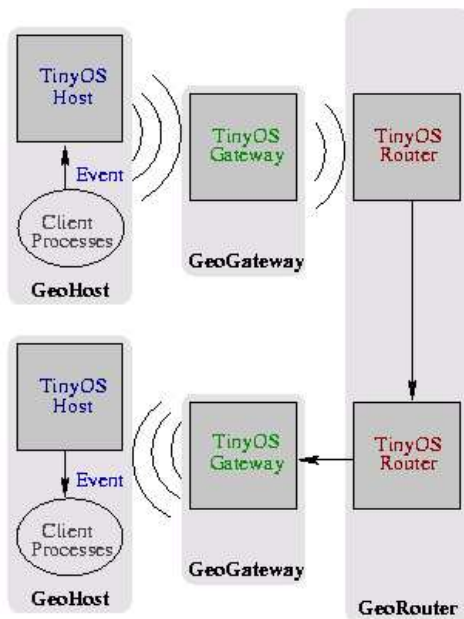 TinyOS
Host
Event
Client
Processes
GeoHost
TinyOS
Gateway
GeoGateway
TinyOS
Router
TinyOS
Host
Event
Client
Processes
GeoHost
TinyOS
Gateway
GeoGateway
TinyOS
Router
GeoRouter